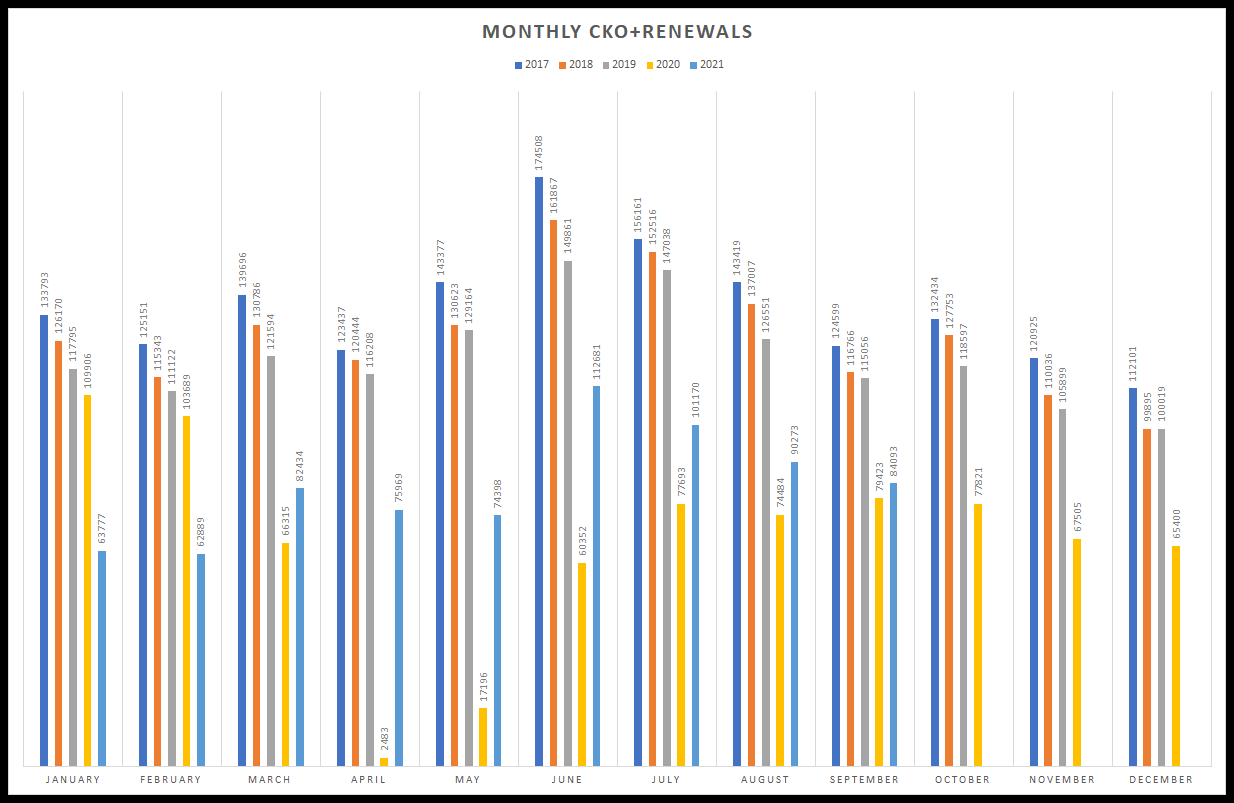 MONTHLY CKO+RENEWALS
2017 2018 2019 2020 2021
133793 126170 117795 109906 63777
125151 115343 111122 103689 62889
139696 130786 121594 66315 82434
123437 120444 116208 2483 75969
143377 130623 129164 17196 74398
174508 161867 149861 60352 112681
156161 152516 147038 77693 101170
143419 137007 126551 74484 90273
124599 116766 115056 79423 84093
132434 127753 118597 77821
120925 110036 105899 67505
112101 99895 100019 65400
JANUARY FEBRUARY MARCH APRIL MAY JUNE JULY AUGUST SEPTEMBER OCTOBER NOVEMBER DECEMBER